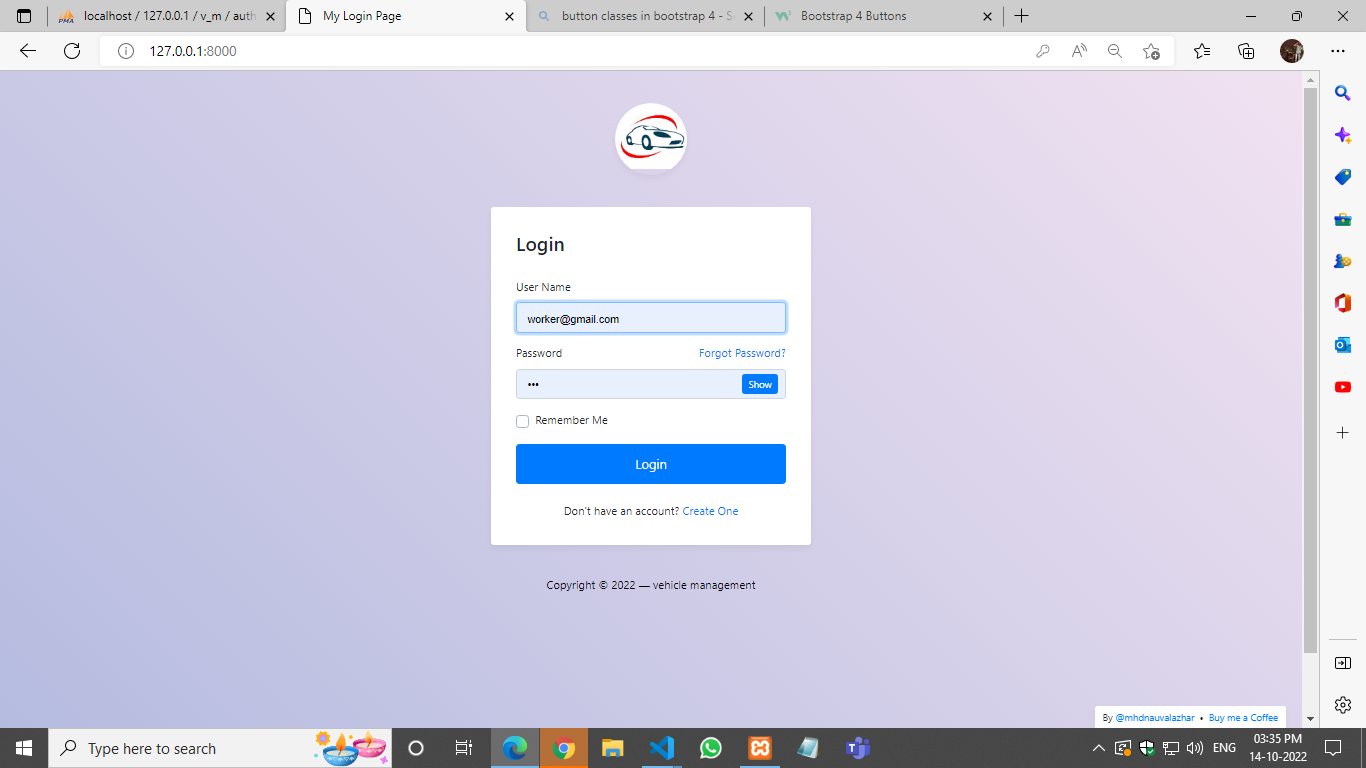 localhost / 127.0.0.1 / v_m / auth
My Login Page
button classes in bootstrap 4 - Se
Bootstrap 4 Buttons
127.0.0.1:8000
Login
User Name
worker@gmail.com
Password Forgot Password?
••• Show
Remember Me
Login
Don't have an account? Create One
Copyright © 2022 — vehicle management
By @mhdnauvalazhar • Buy me a Coffee
Type here to search
ENG
03:35 PM
14-10-2022